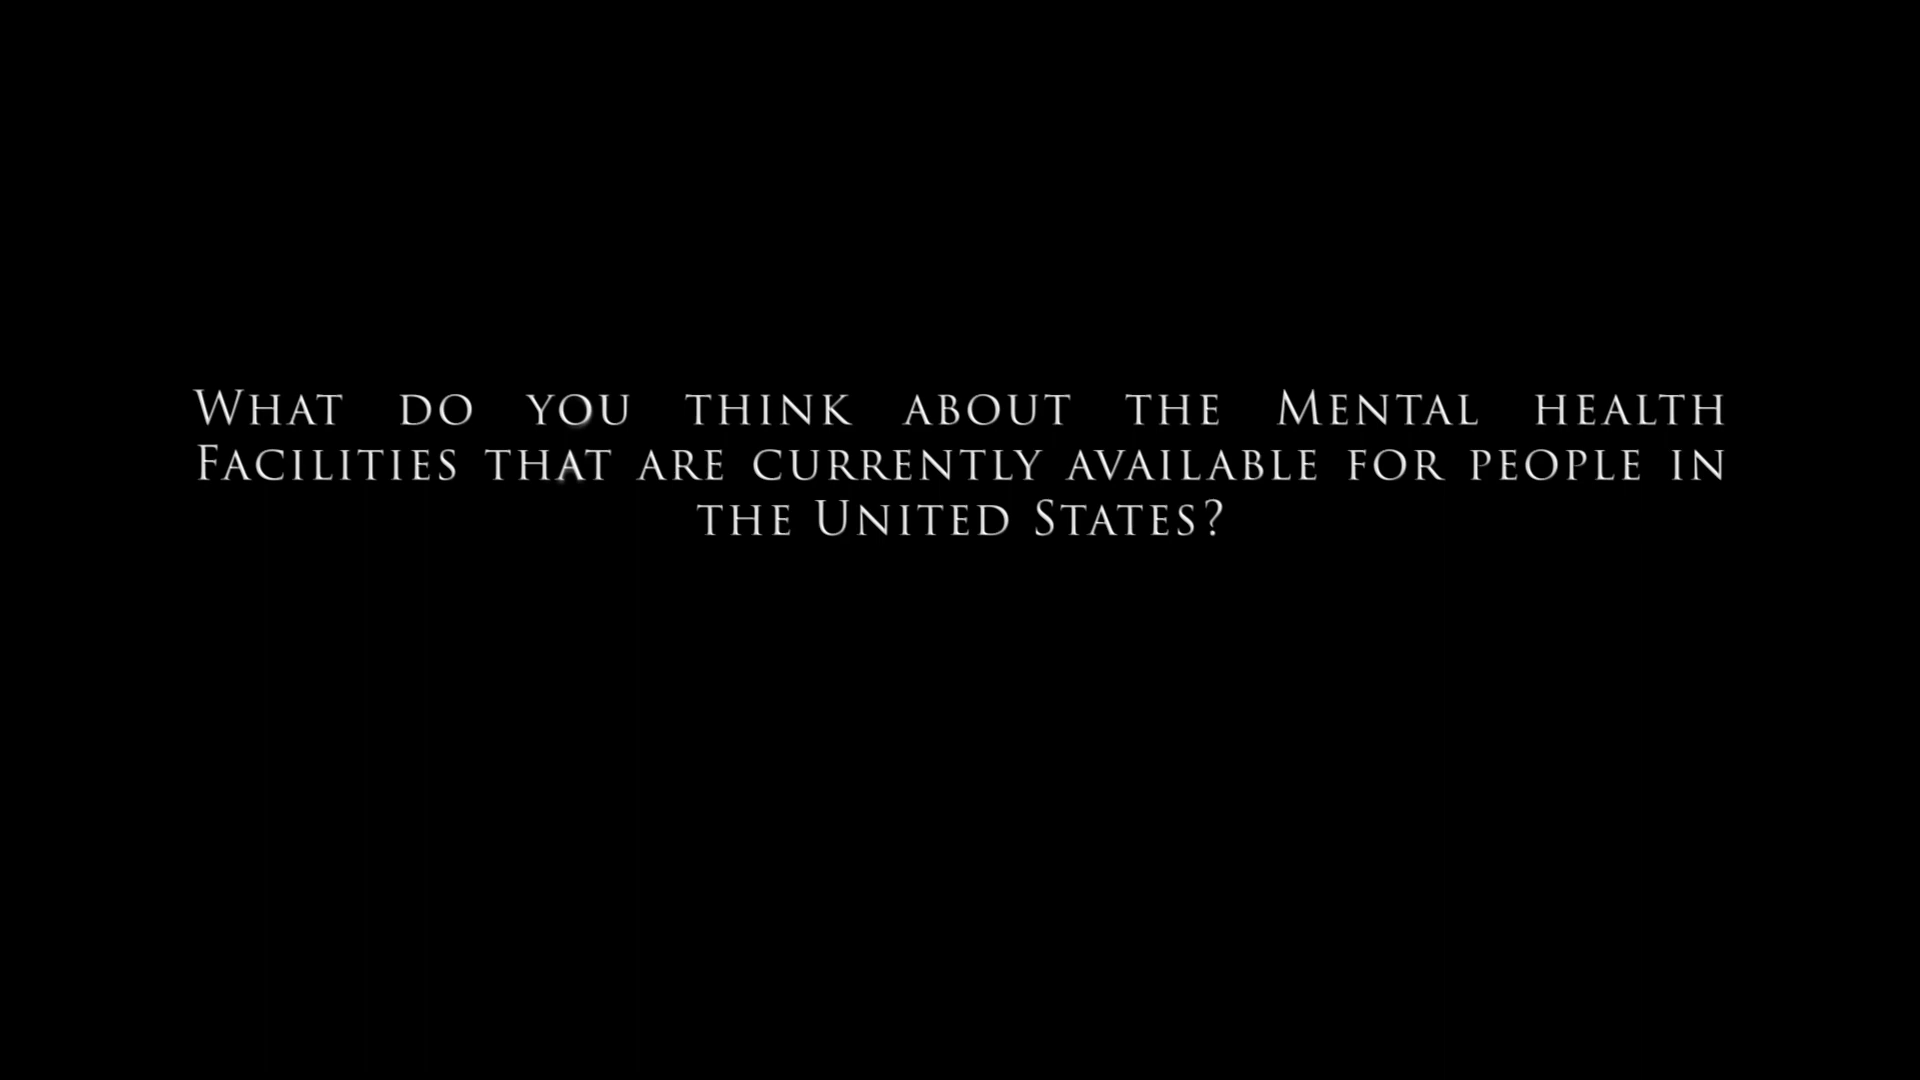 What do you think about the Mental health
Facilities that are currently available for people in
the United States?